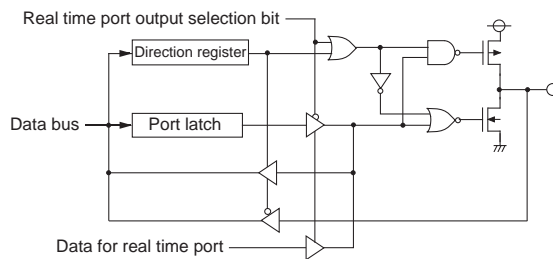 Real time port output selection bit
Direction register
Data bus
Port latch
Data for real time port